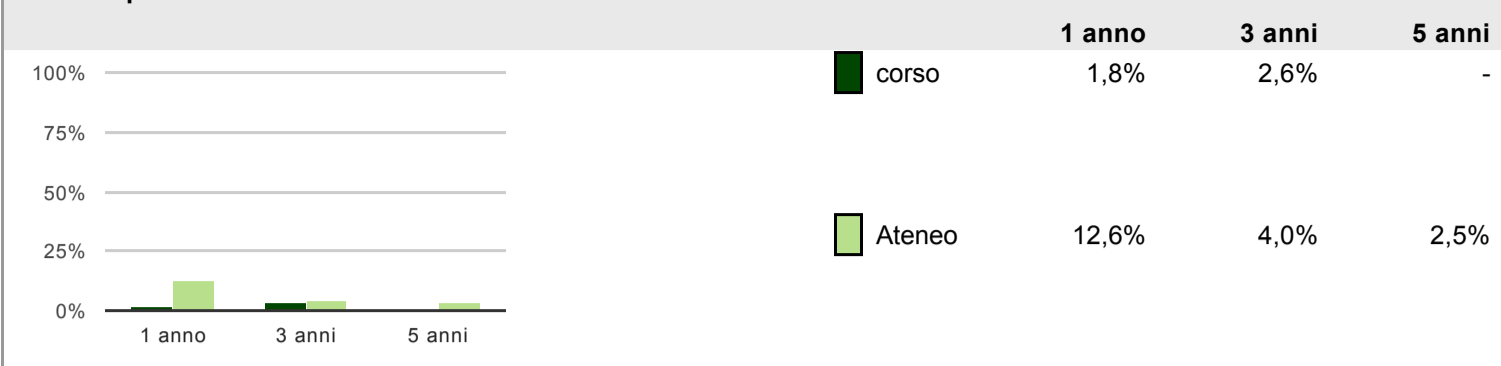 1 anno 3 anni 5 anni
100%
75%
50%
25%
0%
1 anno 3 anni 5 anni
corso 1,8% 2,6% -
Ateneo 12,6% 4,0% 2,5%